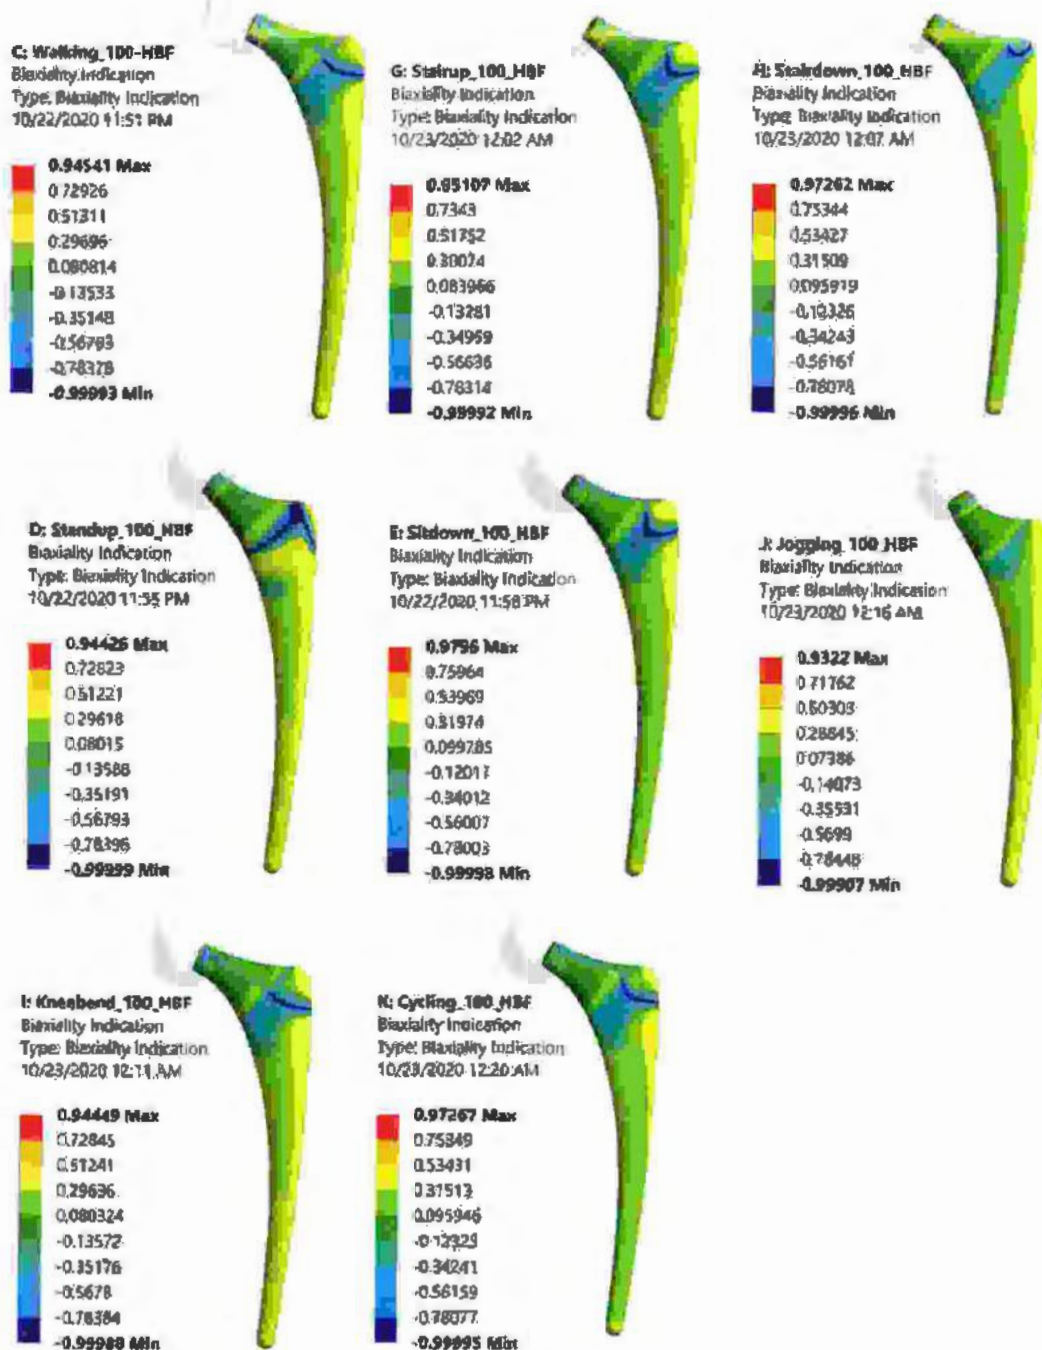 C: Walking_100-HBF
Biaxiality Indication
Type: Biaxiality Indication
10/22/2020 11:51 PM
0.94541 Max
0.72926
0.51311
0.29696
0.080814
-0.13533
-0.35148
-0.56763
-0.78378
-0.99993 Min
G: Stairup_100_HBF
Biaxiality Indication
Type: Biaxiality Indication
10/23/2020 12:02 AM
0.95107 Max
0.7343
0.51752
0.30074
0.083966
-0.13281
-0.34959
-0.56636
-0.78314
-0.99992 Min
H: Stairdown_100_HBF
Biaxiality Indication
Type: Biaxiality Indication
10/23/2020 12:07 AM
0.97262 Max
0.75344
0.53427
0.31509
0.095919
-0.12326
-0.34243
-0.56161
-0.78078
-0.99996 Min
D: Standup_100_HBF
Biaxiality Indication
Type: Biaxiality Indication
10/22/2020 11:55 PM
0.94426 Max
0.72823
0.51221
0.29618
0.08015
-0.13588
-0.35191
-0.56793
-0.78396
-0.99999 Min
E: Sitdown_100_HBF
Biaxiality Indication
Type: Biaxiality Indication
10/22/2020 11:58 PM
0.9796 Max
0.75964
0.53969
0.31974
0.099785
-0.12017
-0.34012
-0.56007
-0.78003
-0.99998 Min
J: Jogging_100_HBF
Biaxiality Indication
Type: Biaxiality Indication
10/23/2020 12:16 AM
0.9322 Max
0.71762
0.50303
0.28845
0.07386
-0.14073
-0.35531
-0.5699
-0.78448
-0.99907 Min
I: Kneebend_100_HBF
Biaxiality Indication
Type: Biaxiality Indication
10/23/2020 12:11 AM
0.94449 Max
0.72845
0.51241
0.29636
0.080324
-0.13572
-0.35176
-0.5678
-0.78384
-0.99988 Min
K: Cycling_100_HBF
Biaxiality Indication
Type: Biaxiality Indication
10/23/2020 12:20 AM
0.97267 Max
0.75349
0.53431
0.31513
0.095946
-0.12323
-0.34241
-0.56159
-0.78077
-0.99995 Min